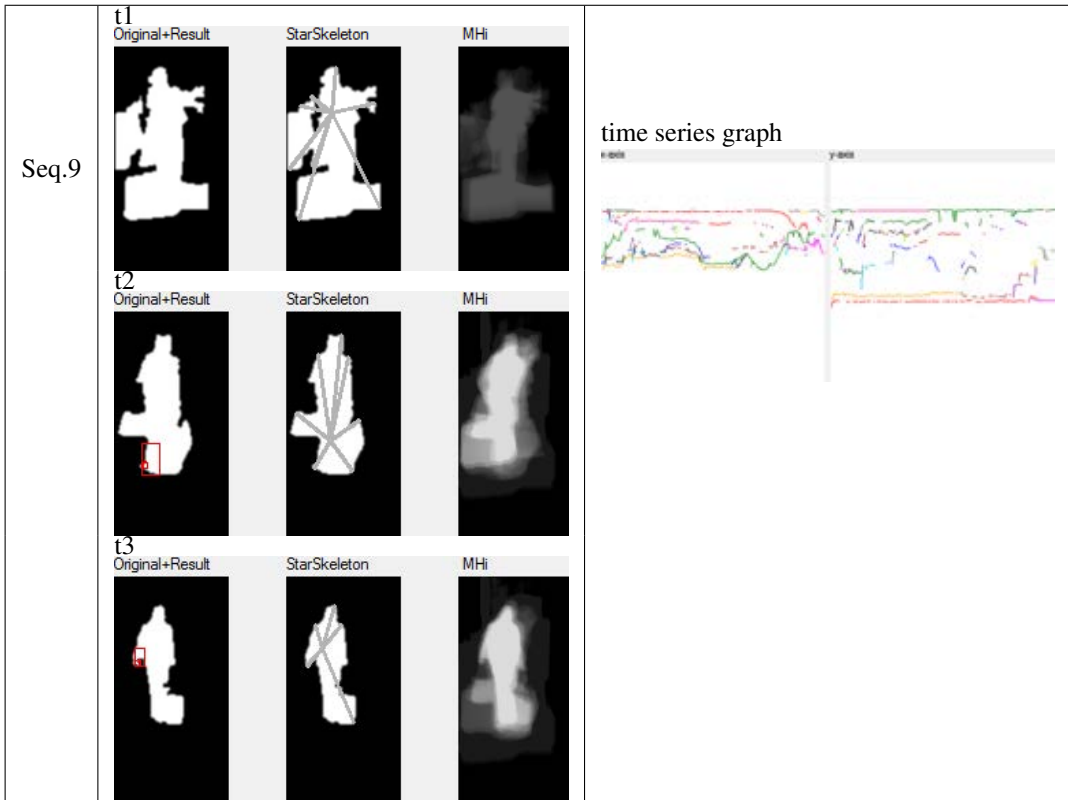 Seq.9
t1
Original+Result StarSkeleton MHi
t2
Original+Result StarSkeleton MHi
t3
Original+Result StarSkeleton MHi
time series graph
x-axis y-axis